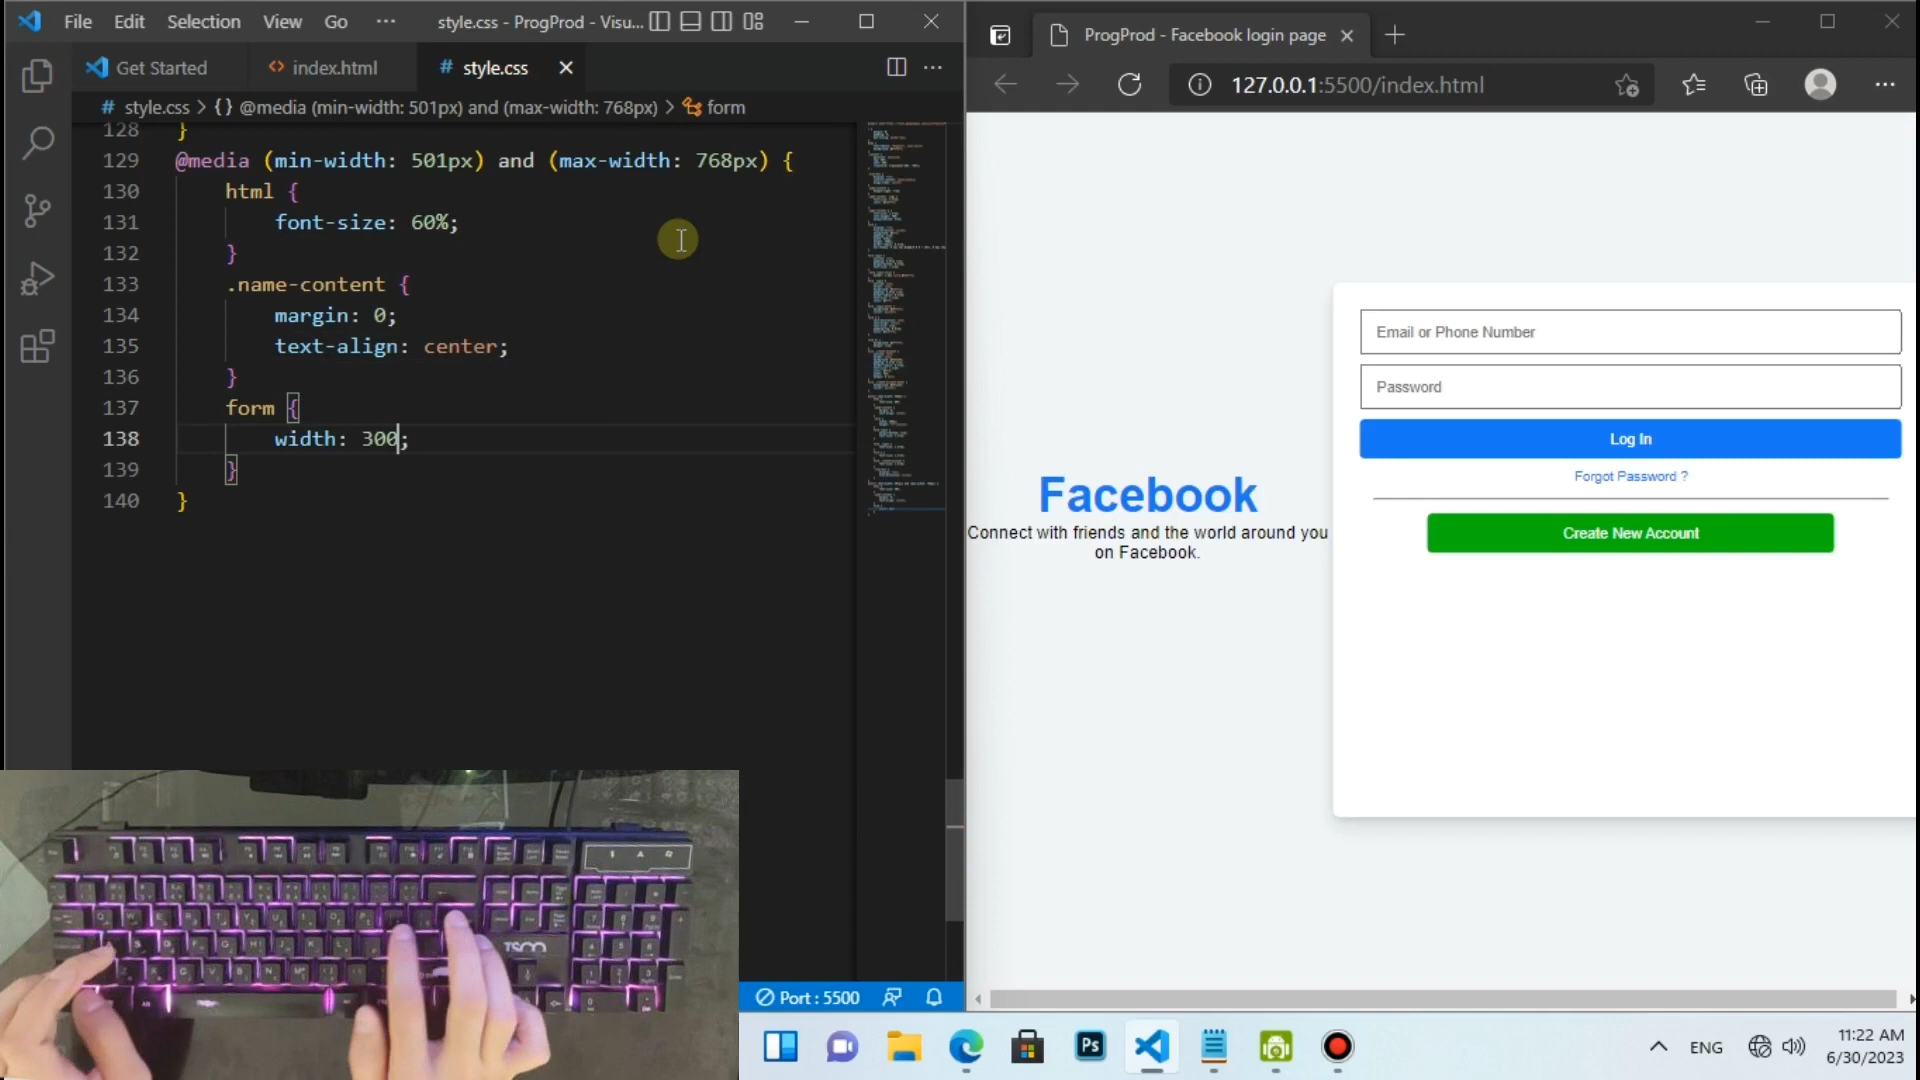 File Edit Selection View Go ··· style.css - ProgProd - Visu...
Get Started index.html # style.css
# style.css > {} @media (min-width: 501px) and (max-width: 768px) > form
128 }
129 @media (min-width: 501px) and (max-width: 768px) {
130 html {
131 font-size: 60%;
132 }
133 .name-content {
134 margin: 0;
135 text-align: center;
136 }
137 form {
138 width: 300;
139 }
140 }
Port : 5500
ProgProd - Facebook login page
127.0.0.1:5500/index.html
Email or Phone Number
Password
Log In
Forgot Password ?
Create New Account
Facebook
Connect with friends and the world around you
on Facebook.
TSCO
Ps
ENG
11:22 AM
6/30/2023